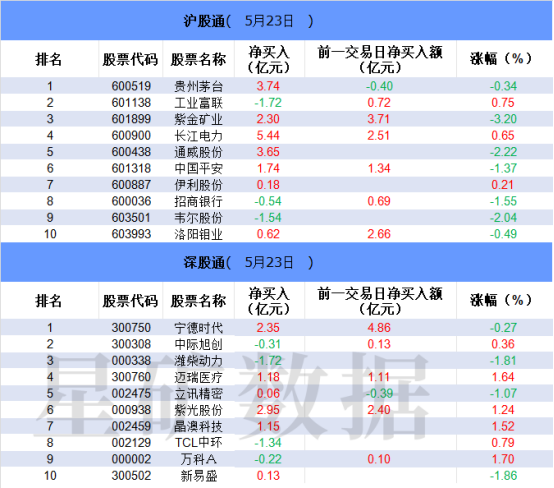 沪股通( 5月23日 )
排名 股票代码 股票名称 净买入（亿元） 前一交易日净买入额（亿元） 涨幅（%）
1 600519 贵州茅台 3.74 -0.40 -0.34
2 601138 工业富联 -1.72 0.72 0.75
3 601899 紫金矿业 2.30 3.71 -3.20
4 600900 长江电力 5.44 2.51 0.65
5 600438 通威股份 3.65 -2.22
6 601318 中国平安 1.74 1.34 -1.37
7 600887 伊利股份 0.18 0.21
8 600036 招商银行 -0.54 0.69 -1.55
9 603501 韦尔股份 -1.54 -2.04
10 603993 洛阳钼业 0.62 2.66 -0.49
深股通( 5月23日 )
排名 股票代码 股票名称 净买入（亿元） 前一交易日净买入额（亿元） 涨幅（%）
1 300750 宁德时代 2.35 4.86 -0.27
2 300308 中际旭创 -0.31 0.13 0.36
3 000338 潍柴动力 -1.72 -1.81
4 300760 迈瑞医疗 1.18 1.11 1.64
5 002475 立讯精密 0.06 -0.39 -1.07
6 000938 紫光股份 2.95 2.40 1.24
7 002459 晶澳科技 1.15 1.52
8 002129 TCL中环 -1.34 0.79
9 000002 万科A -0.22 0.10 1.70
10 300502 新易盛 0.13 -1.86
星矿数据